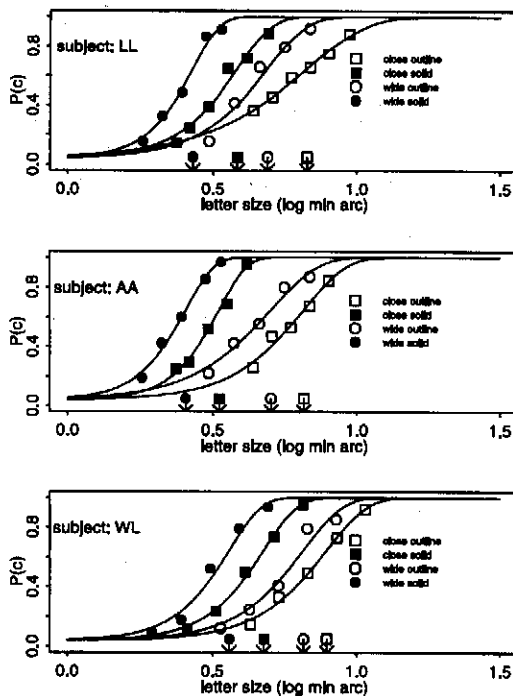 subject: LL
P(c)
0.0 0.4 0.8
close outline
close solid
wide outline
wide solid
0.0 0.5 1.0 1.5
letter size (log min arc)
subject: AA
P(c)
0.0 0.4 0.8
close outline
close solid
wide outline
wide solid
0.0 0.5 1.0 1.5
letter size (log min arc)
subject: WL
P(c)
0.0 0.4 0.8
close outline
close solid
wide outline
wide solid
0.0 0.5 1.0 1.5
letter size (log min arc)